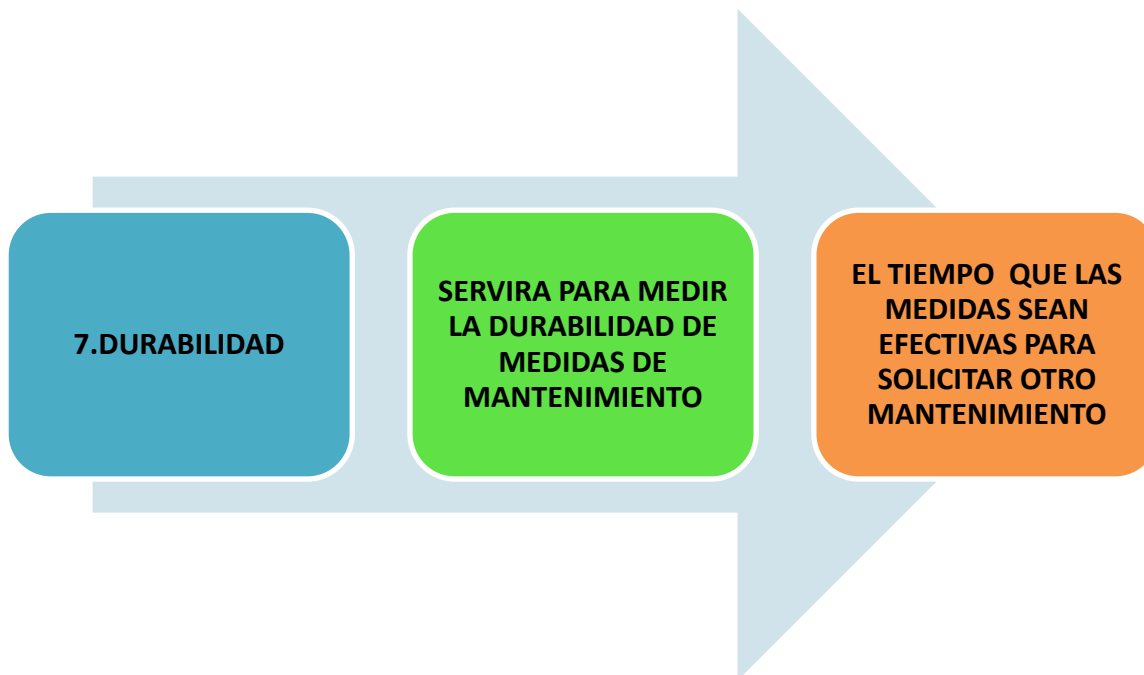 7.DURABILIDAD
SERVIRA PARA MEDIR
LA DURABILIDAD DE
MEDIDAS DE
MANTENIMIENTO
EL TIEMPO  QUE LAS
MEDIDAS SEAN
EFECTIVAS PARA
SOLICITAR OTRO
MANTENIMIENTO